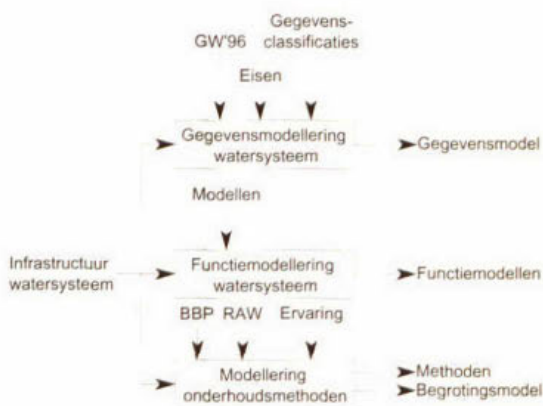 Gegevens-
GW'96 classificaties
Eisen
Gegevensmodellering
watersysteem
Gegevensmodel
Modellen
Infrastructuur
watersysteem
Functiemodellering
watersysteem
Functiemodellen
BBP RAW Ervaring
Modellering
onderhoudsmethoden
Methoden
Begrotingsmodel